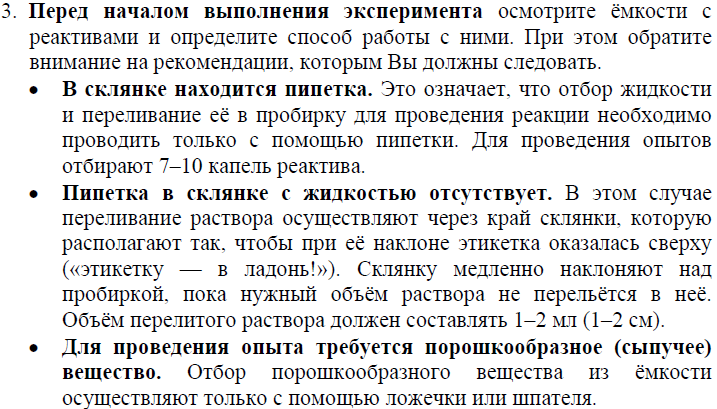 3. Перед началом выполнения эксперимента осмотрите ёмкости с
реактивами и определите способ работы с ними. При этом обратите
внимание на рекомендации, которым Вы должны следовать.
• В склянке находится пипетка. Это означает, что отбор жидкости
и переливание её в пробирку для проведения реакции необходимо
проводить только с помощью пипетки. Для проведения опытов
отбирают 7–10 капель реактива.
• Пипетка в склянке с жидкостью отсутствует. В этом случае
переливание раствора осуществляют через край склянки, которую
располагают так, чтобы при её наклоне этикетка оказалась сверху
(«этикетку — в ладонь!»). Склянку медленно наклоняют над
пробиркой, пока нужный объём раствора не перельётся в неё.
Объём перелитого раствора должен составлять 1–2 мл (1–2 см).
• Для проведения опыта требуется порошкообразное (сыпучее)
вещество. Отбор порошкообразного вещества из ёмкости
осуществляют только с помощью ложечки или шпателя.